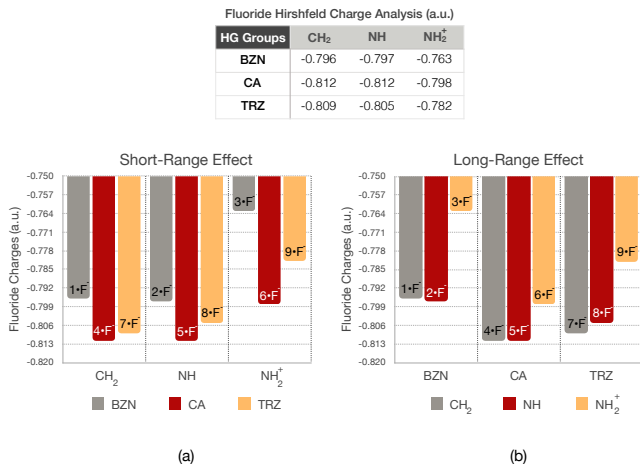 Fluoride Hirshfeld Charge Analysis (a.u.)
HG Groups CH₂ NH NH₂⁺
BZN -0.796 -0.797 -0.763
CA -0.812 -0.812 -0.798
TRZ -0.809 -0.805 -0.782
Short-Range Effect
Fluoride Charges (a.u.)
-0.750
-0.757
-0.764
-0.771
-0.778
-0.785
-0.792
-0.799
-0.806
-0.813
-0.820
1•F⁻ 4•F⁻ 7•F⁻ 2•F⁻ 5•F⁻ 8•F⁻ 3•F⁻ 6•F⁻ 9•F⁻
CH₂ NH NH₂⁺
BZN CA TRZ
(a)
Long-Range Effect
Fluoride Charges (a.u.)
-0.750
-0.757
-0.764
-0.771
-0.778
-0.785
-0.792
-0.799
-0.806
-0.813
-0.820
1•F⁻ 2•F⁻ 3•F⁻ 4•F⁻ 5•F⁻ 6•F⁻ 7•F⁻ 8•F⁻ 9•F⁻
BZN CA TRZ
CH₂ NH NH₂⁺
(b)